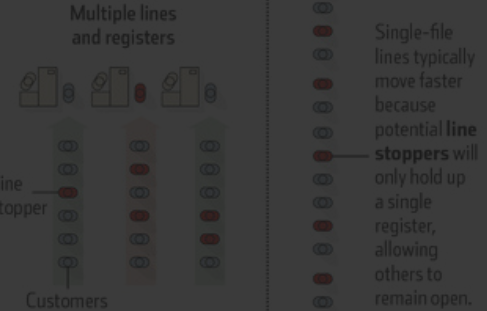 Multiple lines
and registers
stopper
Customers
Single-file
lines typically
move faster
because
potential line
stoppers will
only hold up
a single
register,
allowing
others to
remain open.